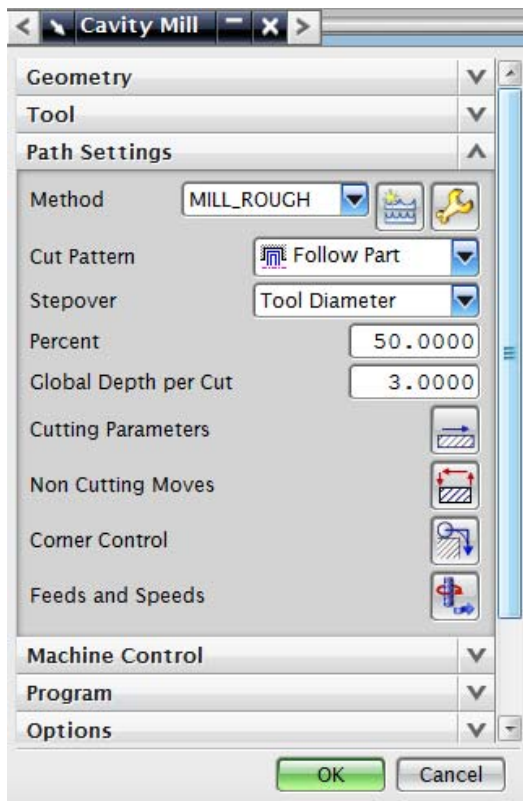 Cavity Mill
Geometry
Tool
Path Settings
Method MILL_ROUGH
Cut Pattern Follow Part
Stepover Tool Diameter
Percent 50.0000
Global Depth per Cut 3.0000
Cutting Parameters
Non Cutting Moves
Corner Control
Feeds and Speeds
Machine Control
Program
Options
OK Cancel